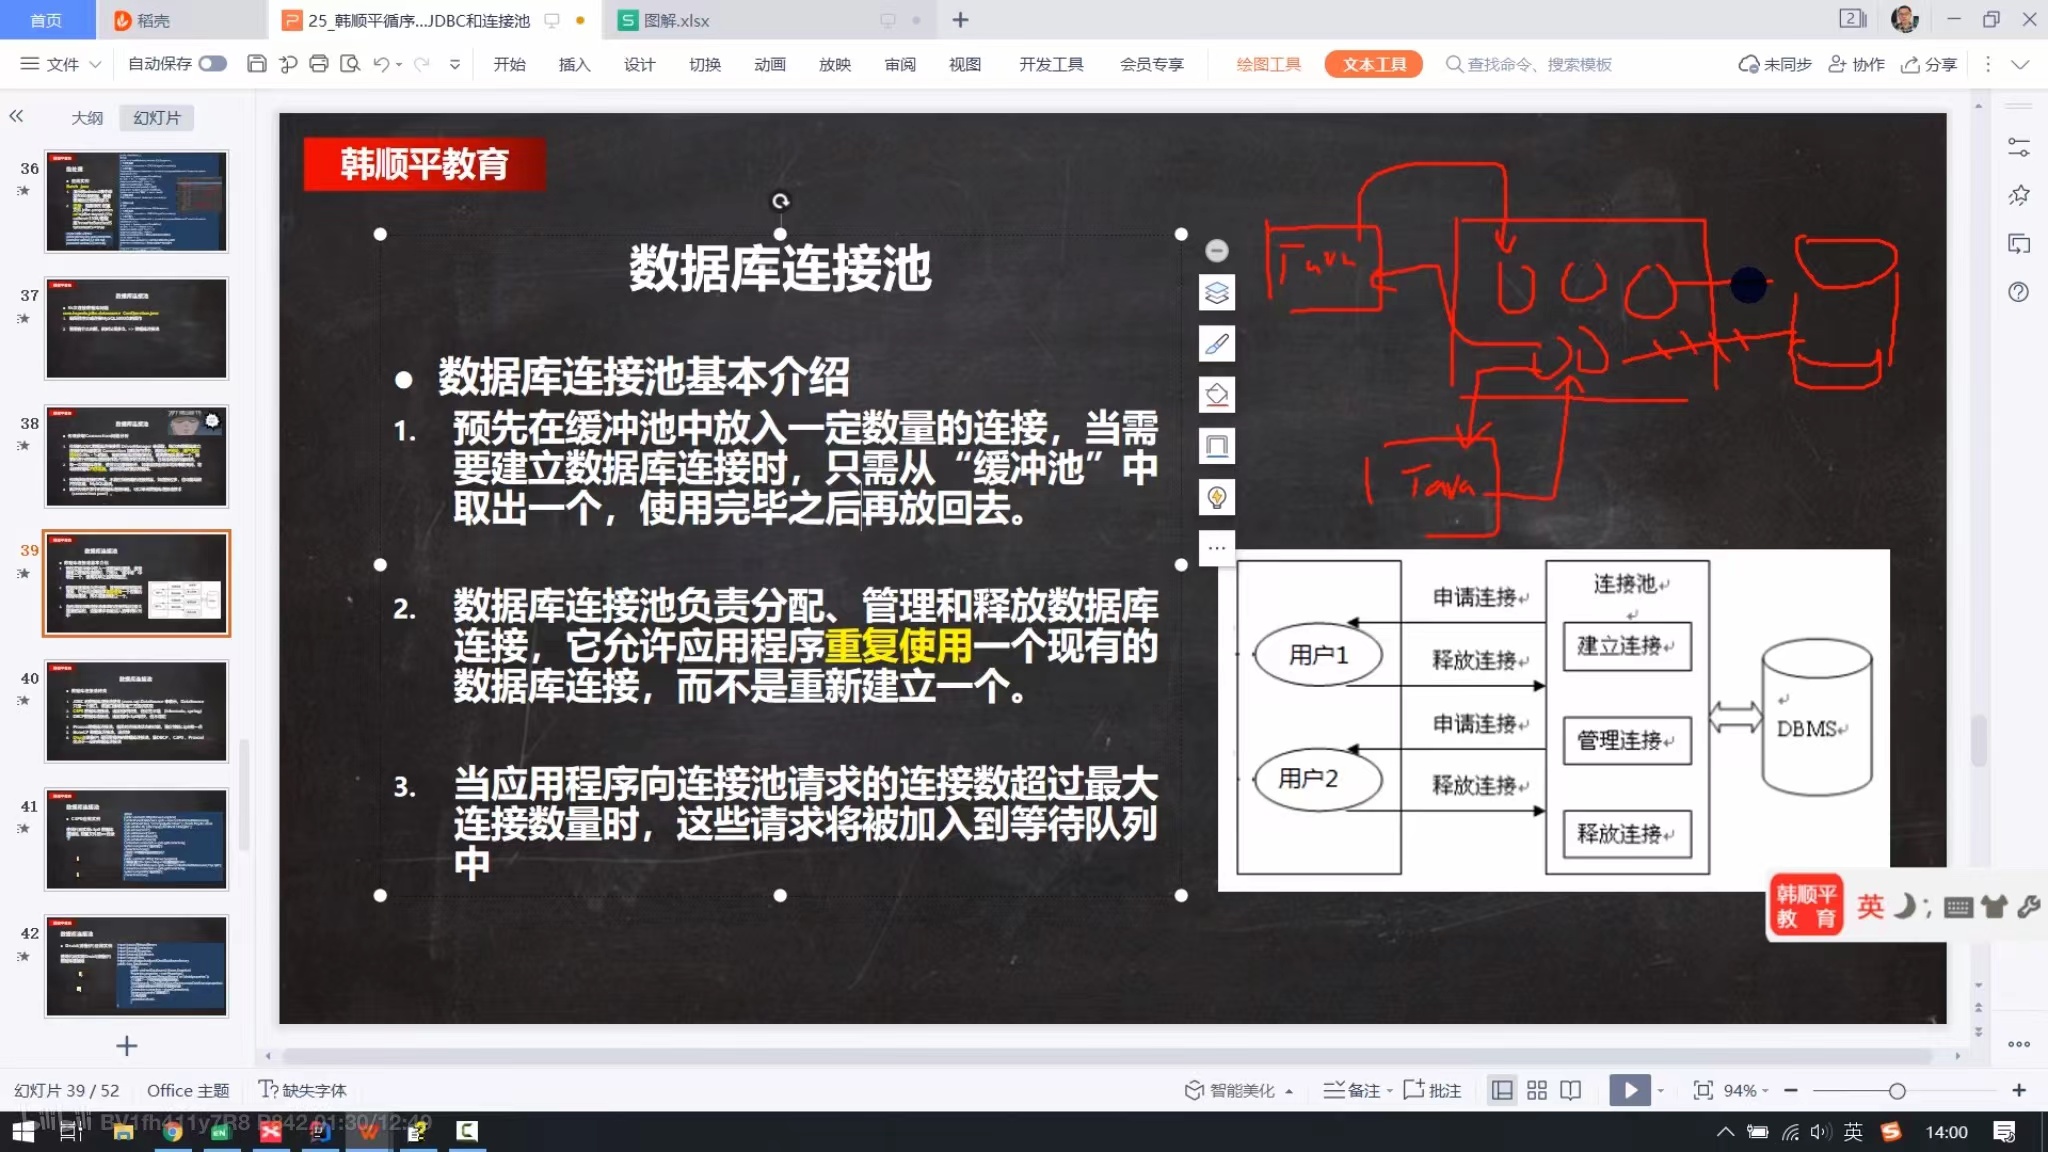 首页
稻壳
25_韩顺平循序...JDBC和连接池
图解.xlsx
文件
自动保存
开始
插入
设计
切换
动画
放映
审阅
视图
开发工具
会员专享
绘图工具
文本工具
查找命令、搜索模板
未同步
协作
分享
大纲
幻灯片
36
37
38
39
40
41
42
韩顺平教育
数据库连接池
● 数据库连接池基本介绍
1. 预先在缓冲池中放入一定数量的连接，当需
要建立数据库连接时，只需从“缓冲池”中
取出一个，使用完毕之后再放回去。
2. 数据库连接池负责分配、管理和释放数据库
连接，它允许应用程序重复使用一个现有的
数据库连接，而不是重新建立一个。
3. 当应用程序向连接池请求的连接数超过最大
连接数量时，这些请求将被加入到等待队列
中
Java
Java
用户1
用户2
申请连接
释放连接
申请连接
释放连接
连接池
建立连接
管理连接
释放连接
DBMS
韩顺平
教 育
英
幻灯片 39 / 52
Office 主题
缺失字体
智能美化
备注
批注
94%
BV1fh411y7R8 P842 01:30/12:49
英
14:00